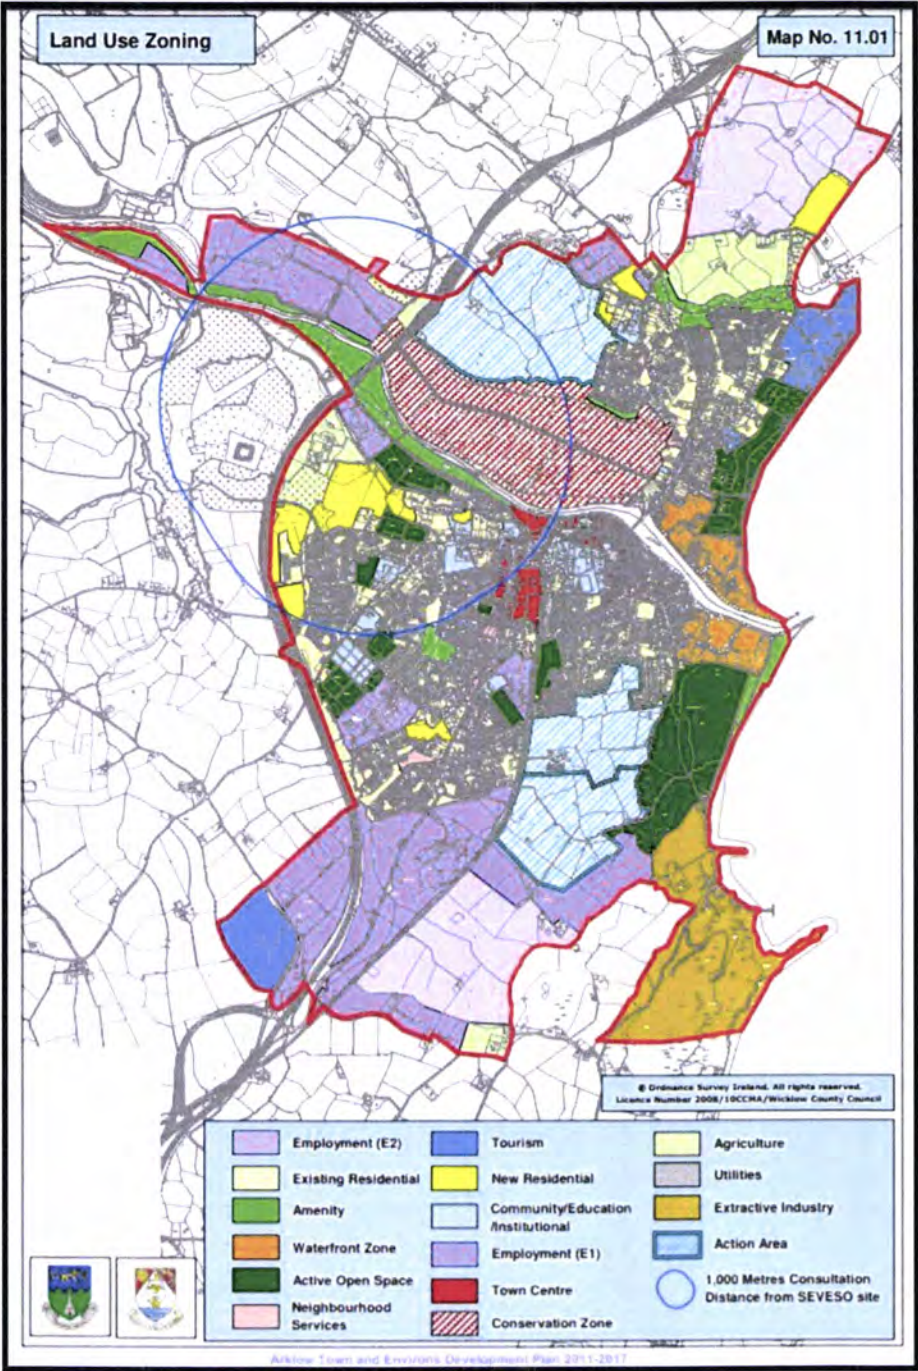 Land Use Zoning
Map No. 11.01
© Ordnance Survey Ireland. All rights reserved.
Licence Number 2008/10CCMA/Wicklow County Council
Employment (E2)
Existing Residential
Amenity
Waterfront Zone
Active Open Space
Neighbourhood
Services
Tourism
New Residential
Community/Education
/Institutional
Employment (E1)
Town Centre
Conservation Zone
Agriculture
Utilities
Extractive Industry
Action Area
1,000 Metres Consultation
Distance from SEVESO site
Arklow Town and Environs Development Plan 2011-2017